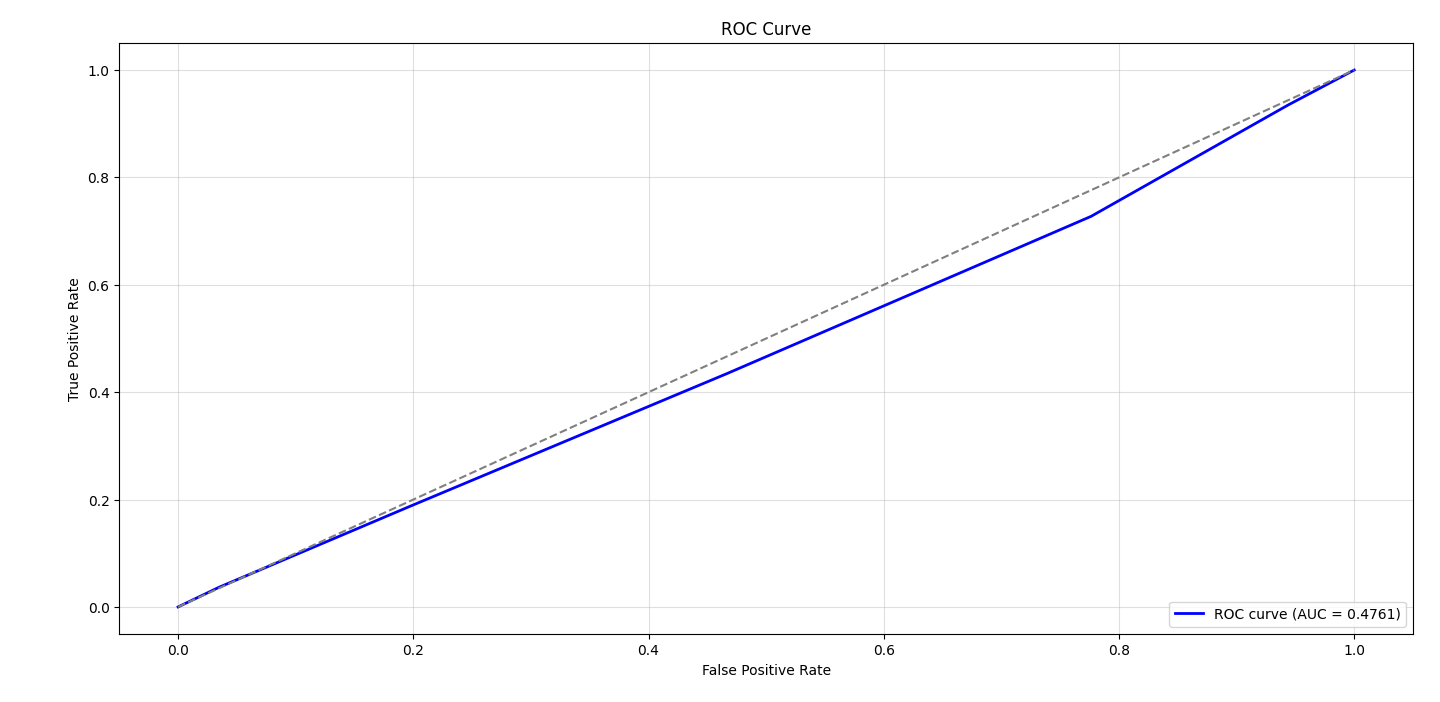 ROC Curve
1.0
0.8
0.6
0.4
0.2
0.0
True Positive Rate
ROC curve (AUC = 0.4761)
0.0 0.2 0.4 0.6 0.8 1.0
False Positive Rate